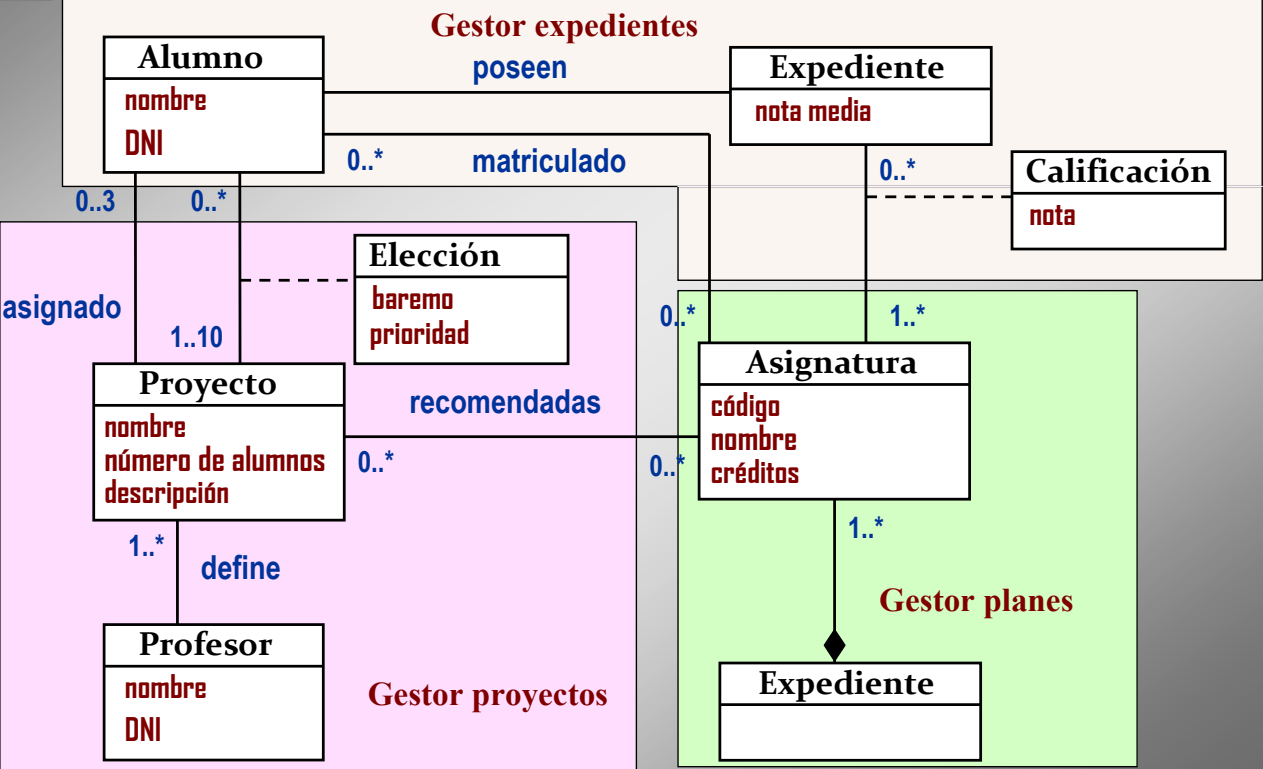 Gestor expedientes
Alumno
nombre
DNI
poseen
Expediente
nota media
0..*
matriculado
0..*
Calificación
nota
0..3
0..*
Elección
baremo
prioridad
asignado
1..10
0..*
1..*
Proyecto
nombre
número de alumnos
descripción
recomendadas
0..*
0..*
Asignatura
código
nombre
créditos
1..*
define
1..*
Gestor planes
Profesor
nombre
DNI
Gestor proyectos
Expediente